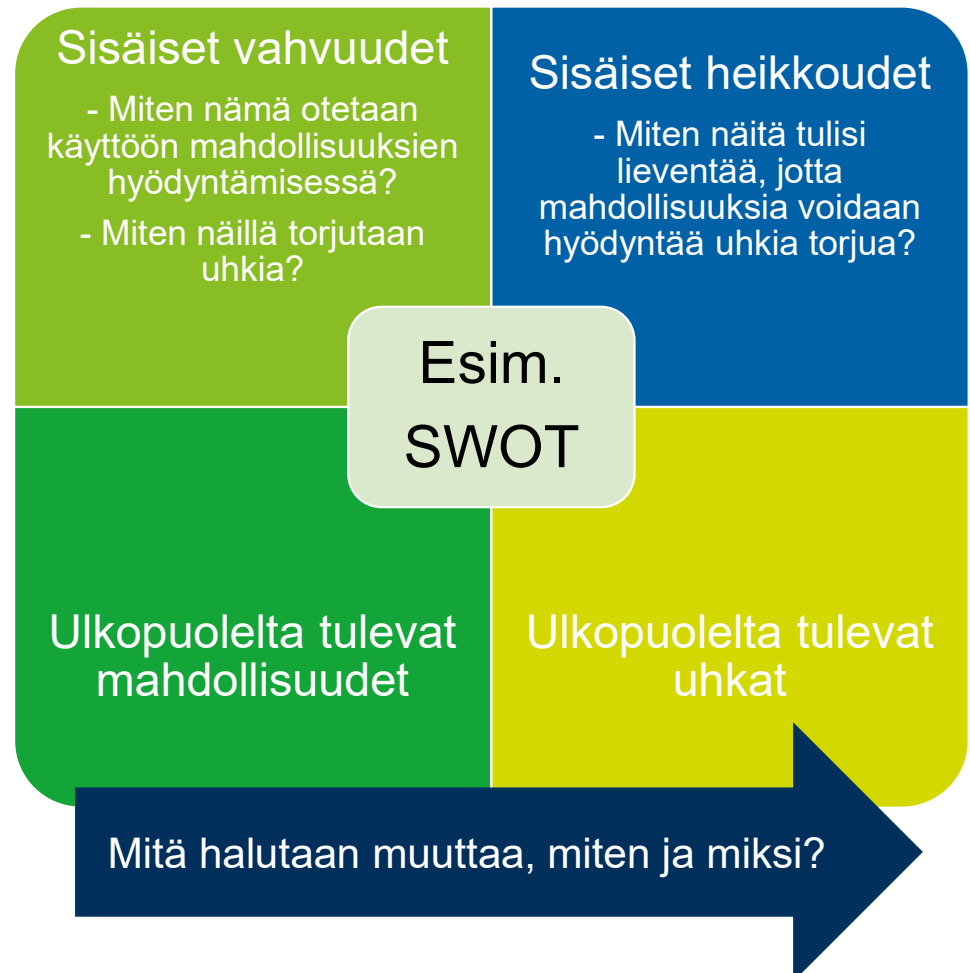 Sisäiset vahvuudet
- Miten nämä otetaan
käyttöön mahdollisuuksien
hyödyntämisessä?
- Miten näillä torjutaan
uhkia?
Sisäiset heikkoudet
- Miten näitä tulisi
lieventää, jotta
mahdollisuuksia voidaan
hyödyntää uhkia torjua?
Esim.
SWOT
Ulkopuolelta tulevat
mahdollisuudet
Ulkopuolelta tulevat
uhkat
Mitä halutaan muuttaa, miten ja miksi?